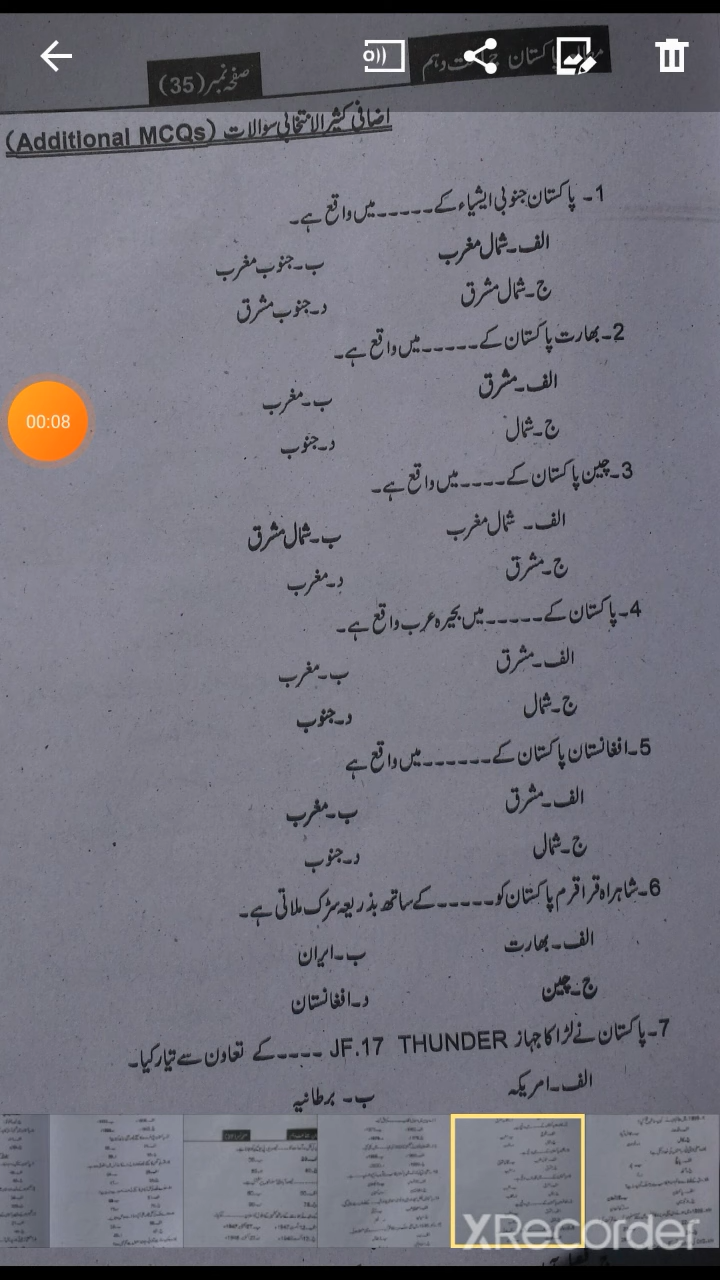 مطالعہ پاکستان جماعت دہم
صفحہ نمبر (35)
اضافی کثیر الانتخابی سوالات (Additional MCQs)
1۔ پاکستان جنوبی ایشیاء کے ۔۔۔۔۔ میں واقع ہے۔
الف۔ شمال مغرب ب۔ جنوب مغرب
ج۔ شمال مشرق د۔ جنوب مشرق
2۔ بھارت پاکستان کے ۔۔۔۔۔ میں واقع ہے۔
الف۔ مشرق ب۔ مغرب
ج۔ شمال د۔ جنوب
3۔ چین پاکستان کے ۔۔۔۔ میں واقع ہے۔
الف۔ شمال مغرب ب۔ شمال مشرق
ج۔ مشرق د۔ مغرب
4۔ پاکستان کے ۔۔۔۔۔ میں بحیرہ عرب واقع ہے۔
الف۔ مشرق ب۔ مغرب
ج۔ شمال د۔ جنوب
5۔ افغانستان پاکستان کے ۔۔۔۔۔۔ میں واقع ہے
الف۔ مشرق ب۔ مغرب
ج۔ شمال د۔ جنوب
6۔ شاہراہ قراقرم پاکستان کو ۔۔۔۔۔ کے ساتھ بذریعہ سڑک ملاتی ہے۔
الف۔ بھارت ب۔ ایران
ج۔ چین د۔ افغانستان
7۔ پاکستان نے لڑاکا جہاز JF.17 THUNDER ۔۔۔۔ کے تعاون سے تیار کیا۔
الف۔ امریکہ ب۔ برطانیہ
00:08
XRecorder